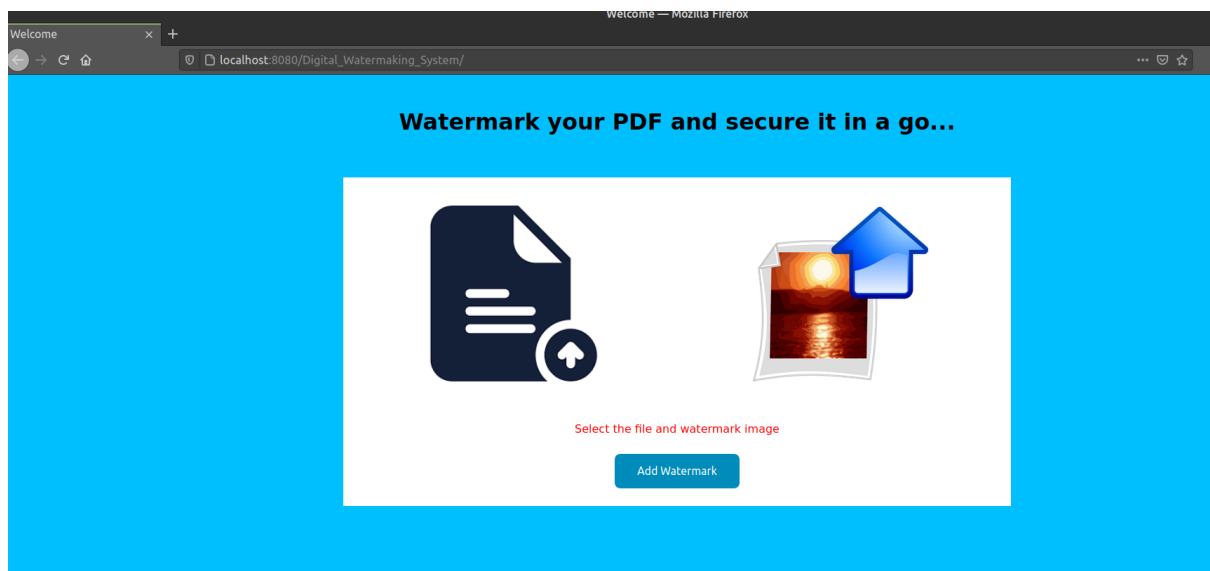 Welcome — Mozilla Firefox
Welcome × +
localhost:8080/Digital_Watermaking_System/
Watermark your PDF and secure it in a go...
Select the file and watermark image
Add Watermark